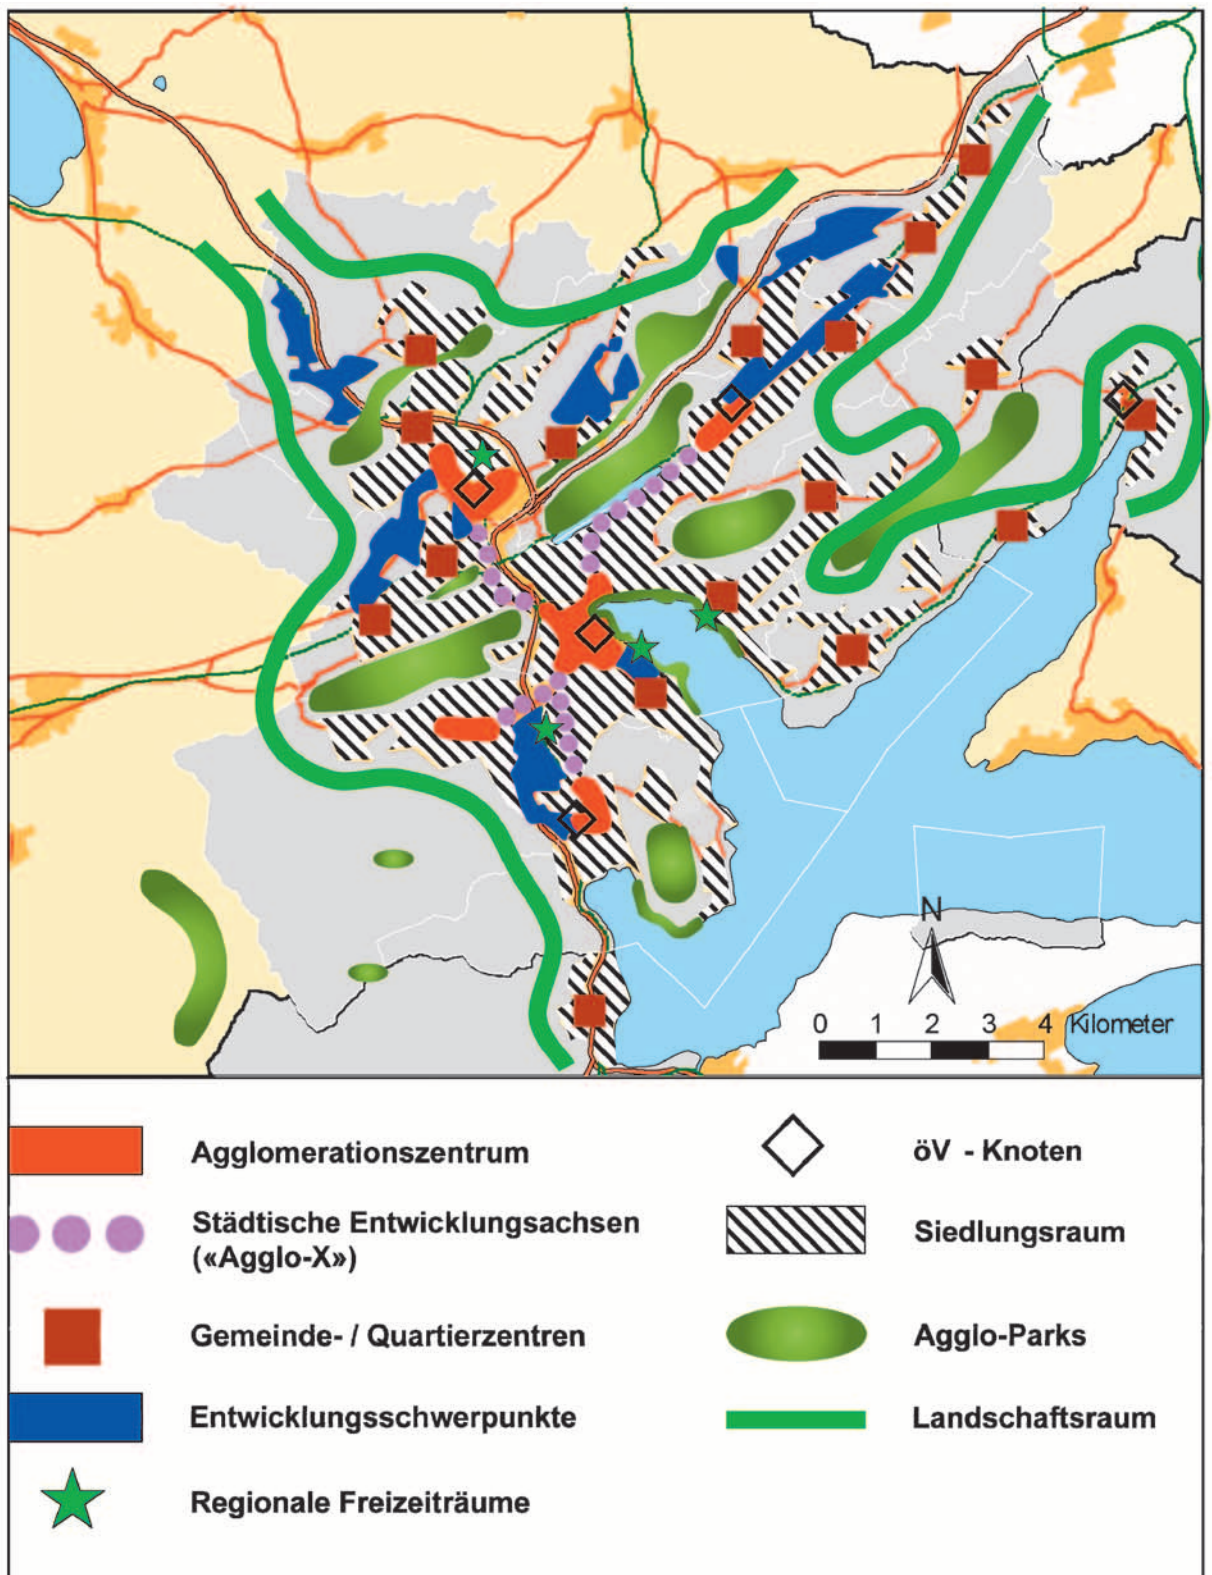 N
0 1 2 3 4 Kilometer
Agglomerationszentrum
öV - Knoten
Städtische Entwicklungsachsen
(«Agglo-X»)
Siedlungsraum
Gemeinde- / Quartierzentren
Agglo-Parks
Entwicklungsschwerpunkte
Landschaftsraum
Regionale Freizeiträume